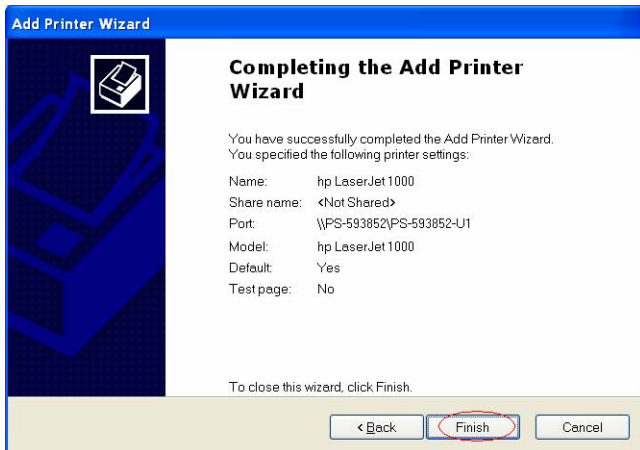 Add Printer Wizard
Completing the Add Printer
Wizard
You have successfully completed the Add Printer Wizard.
You specified the following printer settings:
Name: hp LaserJet 1000
Share name: <Not Shared>
Port: \\PS-593852\PS-593852-U1
Model: hp LaserJet 1000
Default: Yes
Test page: No
To close this wizard, click Finish.
< Back Finish Cancel